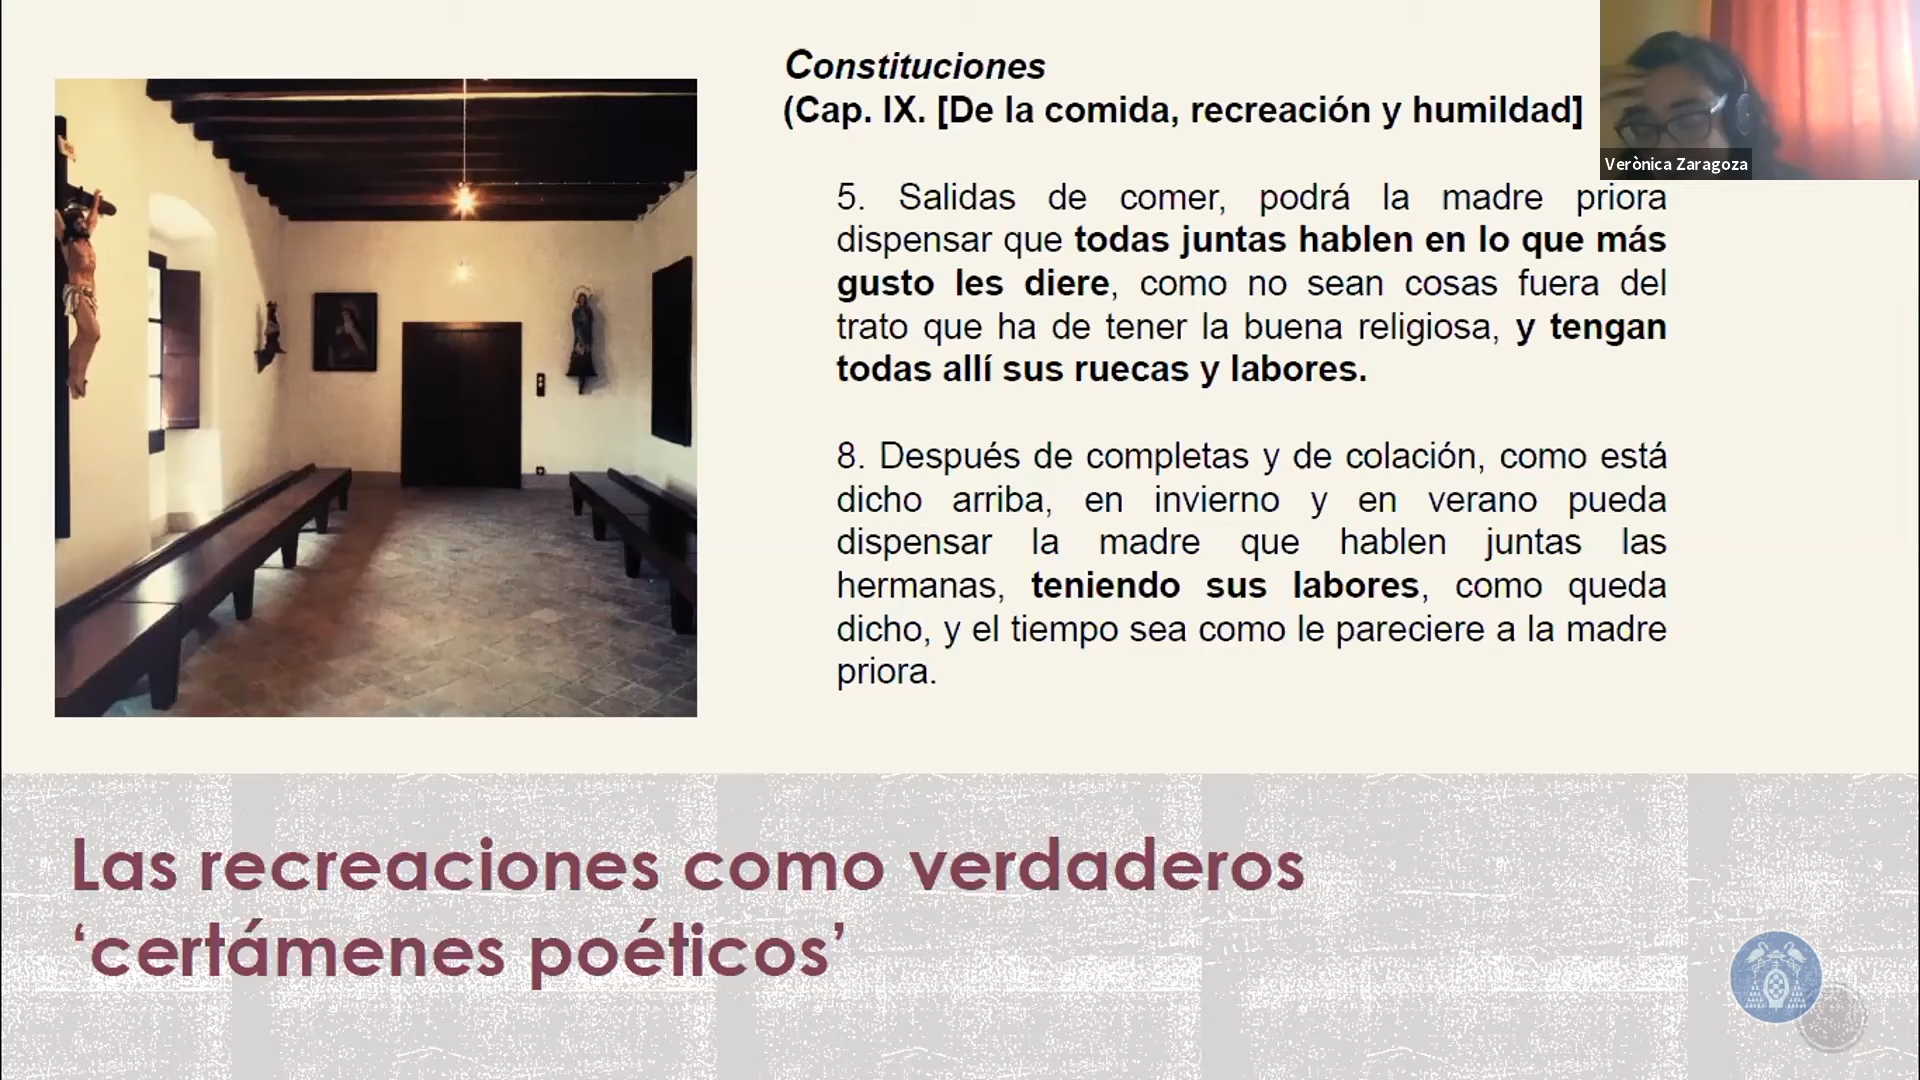 Constituciones
(Cap. IX. [De la comida, recreación y humildad]
Verònica Zaragoza
5. Salidas de comer, podrá la madre priora
dispensar que todas juntas hablen en lo que más
gusto les diere, como no sean cosas fuera del
trato que ha de tener la buena religiosa, y tengan
todas allí sus ruecas y labores.
8. Después de completas y de colación, como está
dicho arriba, en invierno y en verano pueda
dispensar la madre que hablen juntas las
hermanas, teniendo sus labores, como queda
dicho, y el tiempo sea como le pareciere a la madre
priora.
Las recreaciones como verdaderos
‘certámenes poéticos’